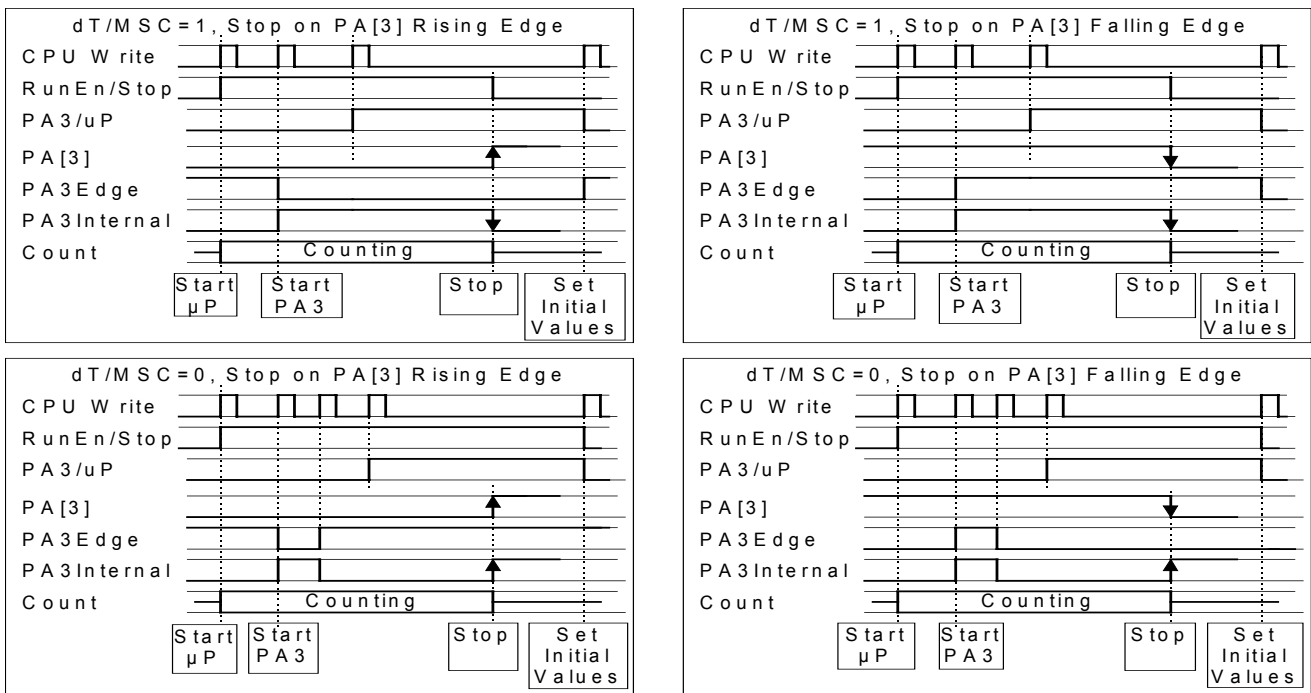 dT/MSC=1, Stop on PA[3] Rising Edge
CPU Write
RunEn/Stop
PA3/uP
PA[3]
PA3Edge
PA3Internal
Count
Counting
Start
µP
Start
PA3
Stop
Set
Initial
Values
dT/MSC=1, Stop on PA[3] Falling Edge
CPU Write
RunEn/Stop
PA3/uP
PA[3]
PA3Edge
PA3Internal
Count
Counting
Start
µP
Start
PA3
Stop
Set
Initial
Values
dT/MSC=0, Stop on PA[3] Rising Edge
CPU Write
RunEn/Stop
PA3/uP
PA[3]
PA3Edge
PA3Internal
Count
Counting
Start
µP
Start
PA3
Stop
Set
Initial
Values
dT/MSC=0, Stop on PA[3] Falling Edge
CPU Write
RunEn/Stop
PA3/uP
PA[3]
PA3Edge
PA3Internal
Count
Counting
Start
µP
Start
PA3
Stop
Set
Initial
Values